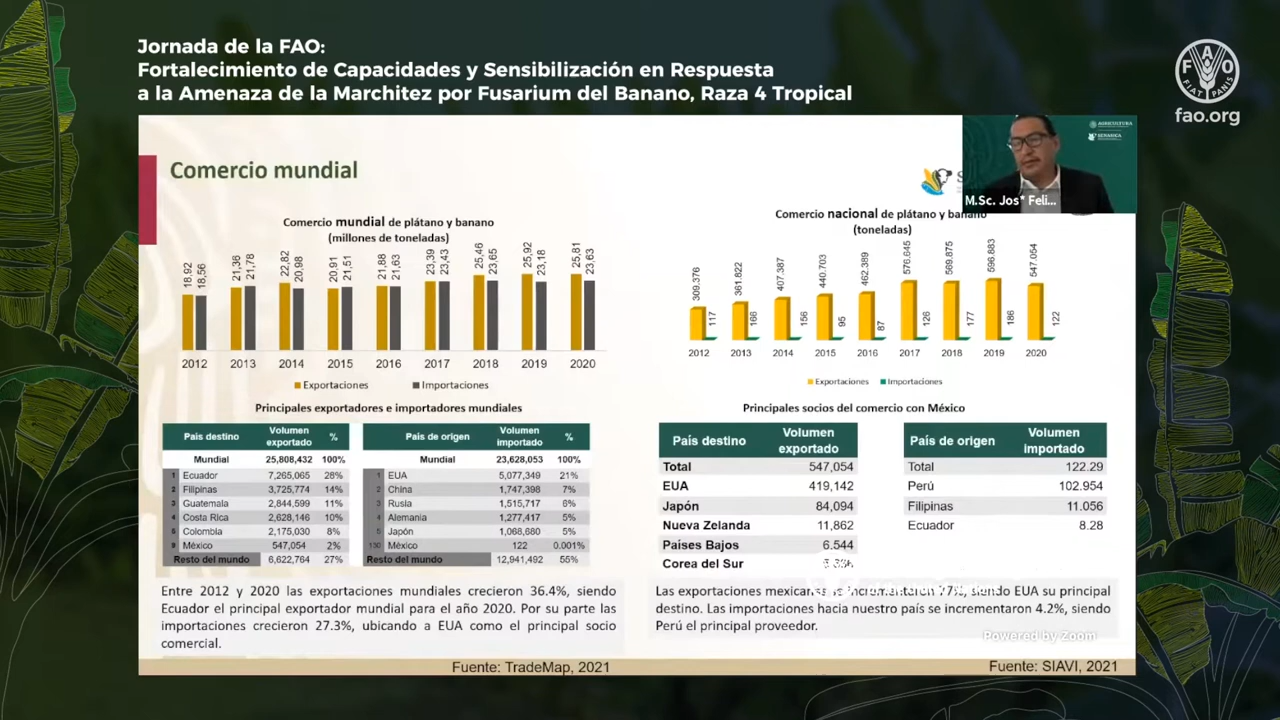 Jornada de la FAO:
Fortalecimiento de Capacidades y Sensibilización en Respuesta
a la Amenaza de la Marchitez por Fusarium del Banano, Raza 4 Tropical
FAO
FIAT PANIS
fao.org
AGRICULTURA
SENASICA
M.Sc. Jos* Feli...
Comercio mundial
Comercio mundial de plátano y banano
(millones de toneladas)
18,92 18,56 21,36 21,78 22,82 20,98 20,91 21,51 21,88 21,63 23,39 23,43 25,46 23,65 25,92 23,18 25,81 23,63
2012 2013 2014 2015 2016 2017 2018 2019 2020
Exportaciones Importaciones
Comercio nacional de plátano y banano
(toneladas)
309.376 117 361.822 166 407.387 156 440.703 95 462.389 87 576.645 126 569.875 177 596.883 186 547.054 122
2012 2013 2014 2015 2016 2017 2018 2019 2020
Exportaciones Importaciones
Principales exportadores e importadores mundiales
País destino Volumen exportado %
Mundial 25,808,432 100%
1 Ecuador 7,265,065 28%
2 Filipinas 3,725,774 14%
3 Guatemala 2,844,599 11%
4 Costa Rica 2,628,146 10%
5 Colombia 2,175,030 8%
9 México 547,054 2%
Resto del mundo 6,622,764 27%
País de origen Volumen importado %
Mundial 23,628,053 100%
1 EUA 5,077,349 21%
2 China 1,747,398 7%
3 Rusia 1,515,717 6%
4 Alemania 1,277,417 5%
5 Japón 1,068,680 5%
México 122 0.001%
Resto del mundo 12,941,492 55%
Principales socios del comercio con México
País destino Volumen exportado
Total 547,054
EUA 419,142
Japón 84,094
Nueva Zelanda 11,862
Países Bajos 6.544
Corea del Sur
País de origen Volumen importado
Total 122.29
Perú 102.954
Filipinas 11.056
Ecuador 8.28
Entre 2012 y 2020 las exportaciones mundiales crecieron 36.4%, siendo
Ecuador el principal exportador mundial para el año 2020. Por su parte las
importaciones crecieron 27.3%, ubicando a EUA como el principal socio
comercial.
Las exportaciones mexicanas se incrementaron 77%, siendo EUA su principal
destino. Las importaciones hacia nuestro país se incrementaron 4.2%, siendo
Perú el principal proveedor.
Powered by Zoom
Fuente: TradeMap, 2021
Fuente: SIAVI, 2021